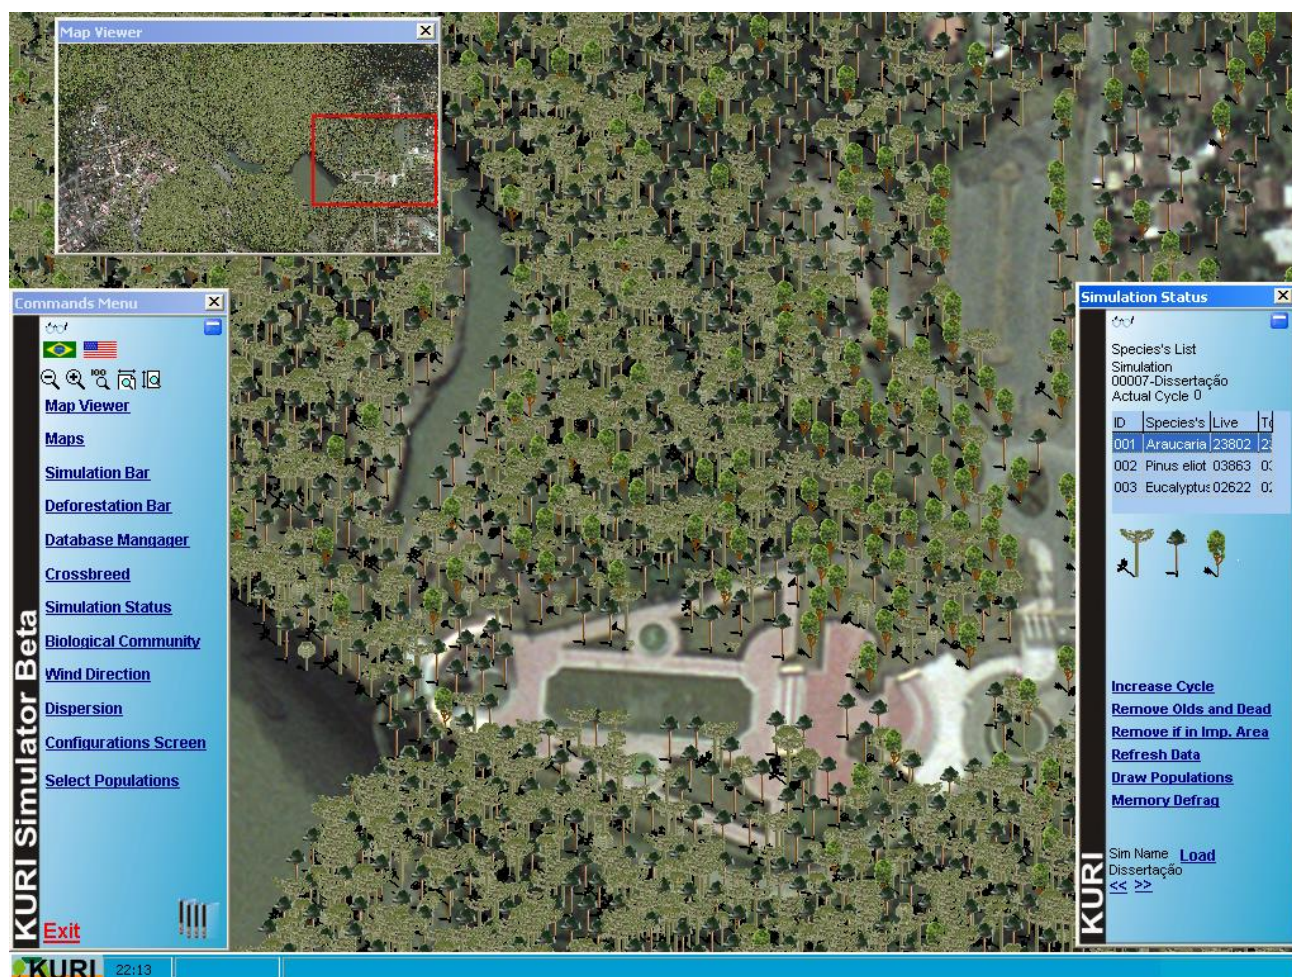 Map Viewer
Commands Menu
100
Map Viewer
Maps
Simulation Bar
Deforestation Bar
Database Mangager
Crossbreed
Simulation Status
Biological Community
Wind Direction
Dispersion
Configurations Screen
Select Populations
KURI Simulator Beta
Exit
Simulation Status
Species's List
Simulation
00007-Dissertação
Actual Cycle 0
ID Species's Live
001 Araucaria 23802
002 Pinus eliot 03863
003 Eucalyptus 02622
Increase Cycle
Remove Olds and Dead
Remove if in Imp. Area
Refresh Data
Draw Populations
Memory Defrag
Sim Name Load
Dissertação
<< >>
KURI
KURI 22:13